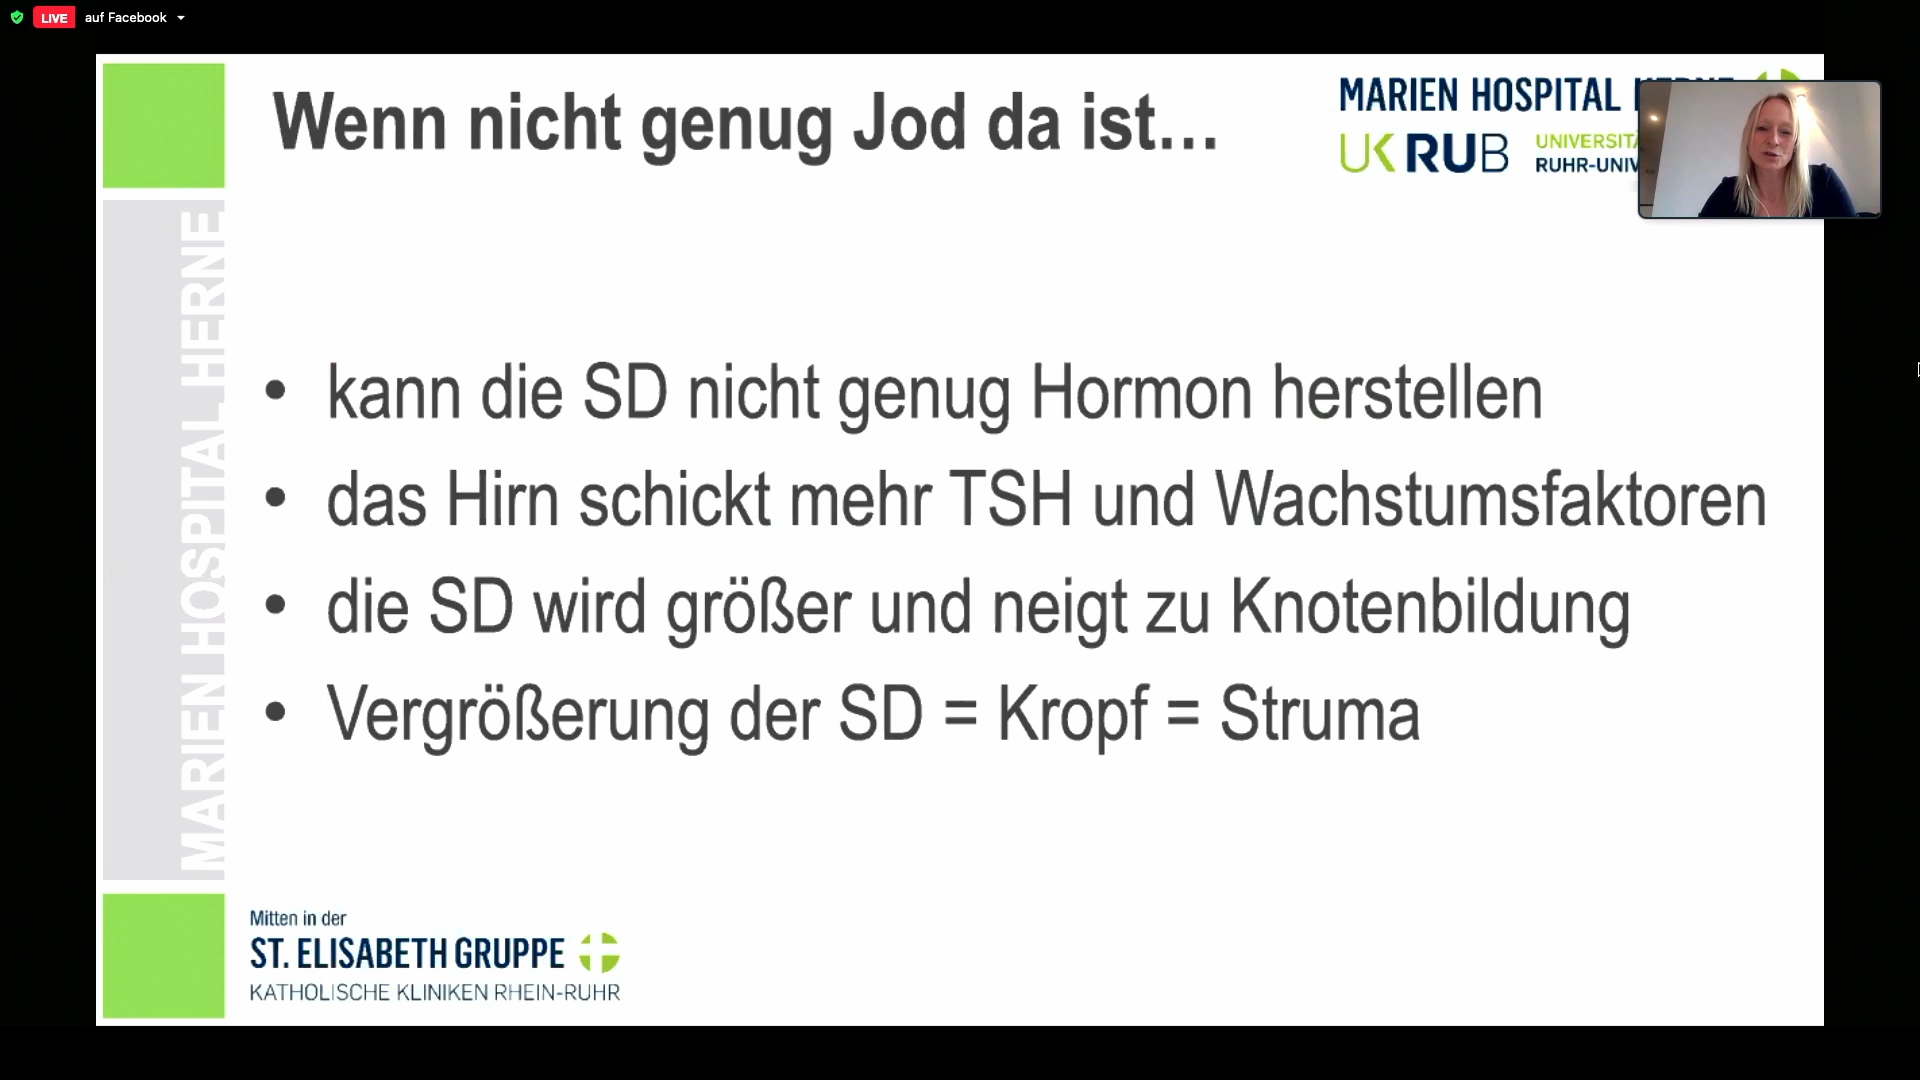 LIVE auf Facebook
Wenn nicht genug Jod da ist...
MARIEN HOSPITAL
UK RUB
RUHR-UNIV
MARIEN HOSPITAL HERNE
• kann die SD nicht genug Hormon herstellen
• das Hirn schickt mehr TSH und Wachstumsfaktoren
• die SD wird größer und neigt zu Knotenbildung
• Vergrößerung der SD = Kropf = Struma
Mitten in der
ST. ELISABETH GRUPPE
KATHOLISCHE KLINIKEN RHEIN-RUHR